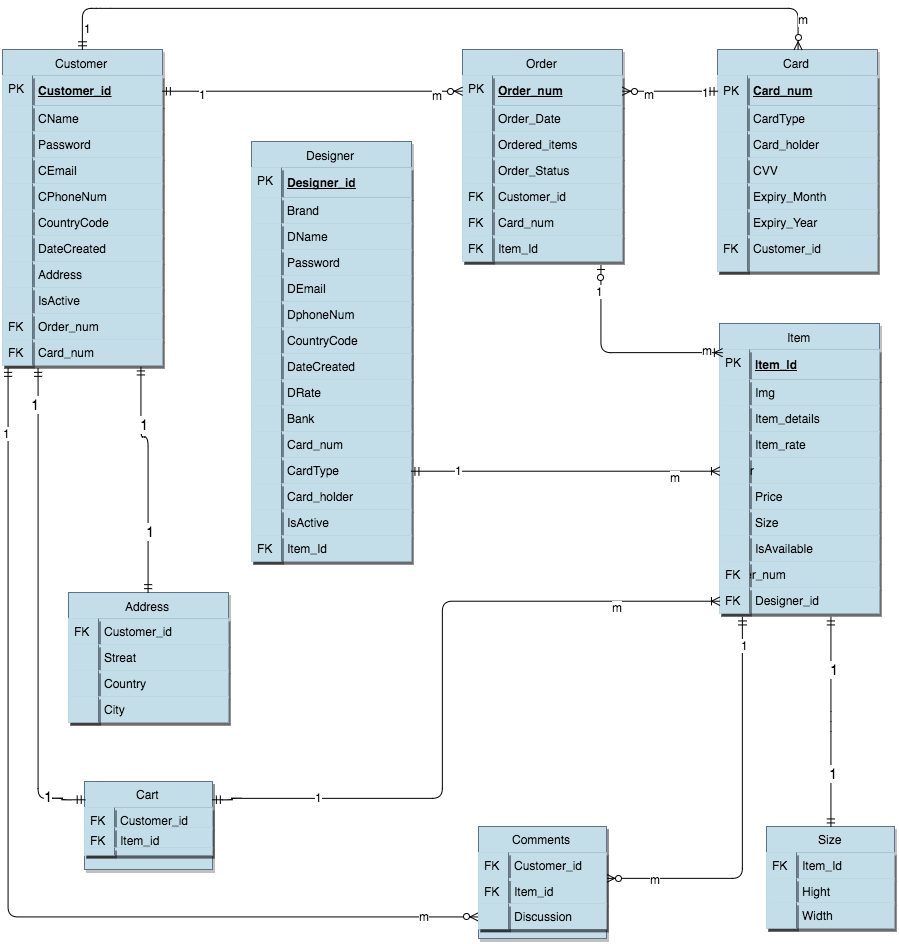 1
m
Customer
PK Customer_id
CName
Password
CEmail
CPhoneNum
CountryCode
DateCreated
Address
IsActive
FK Order_num
FK Card_num
1
m
Order
PK Order_num
Order_Date
Ordered_items
Order_Status
FK Customer_id
FK Card_num
FK Item_Id
m
1
Card
PK Card_num
CardType
Card_holder
CVV
Expiry_Month
Expiry_Year
FK Customer_id
Designer
PK Designer_id
Brand
DName
Password
DEmail
DphoneNum
CountryCode
DateCreated
DRate
Bank
Card_num
CardType
Card_holder
IsActive
FK Item_Id
1
m
1
m
Item
PK Item_Id
Img
Item_details
Item_rate
r
Price
Size
IsAvailable
FK r_num
FK Designer_id
1
1
1
1
Address
FK Customer_id
Streat
Country
City
m
1
1
1
1
Cart
FK Customer_id
FK Item_id
1
Comments
FK Customer_id
FK Item_id
Discussion
m
m
Size
FK Item_Id
Hight
Width